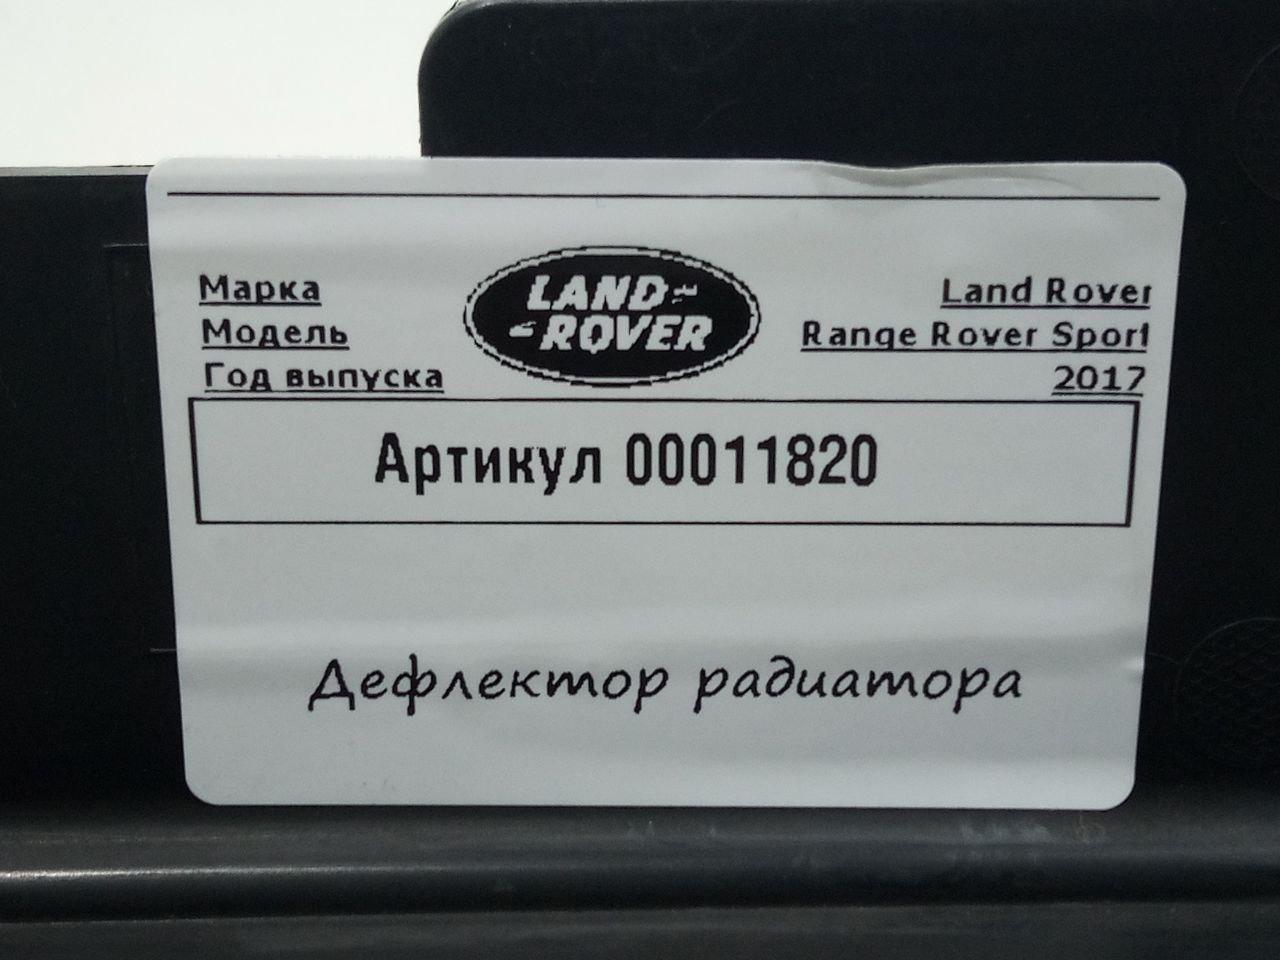 Марка LAND ROVER Land Rover
Модель Range Rover Sport
Год выпуска 2017
Артикул 00011820
Дефлектор радиатора